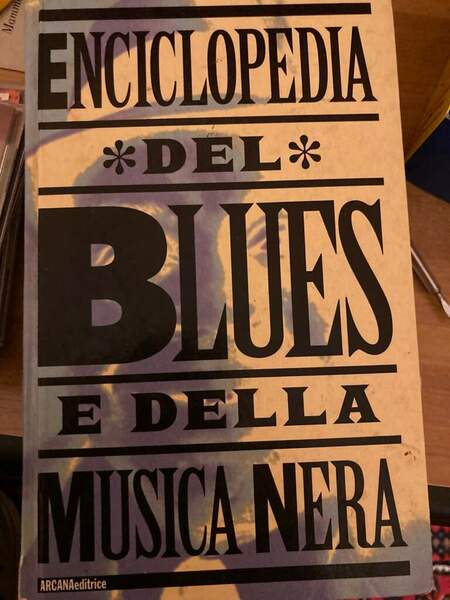 ENCICLOPEDIA
*DEL*
BLUES
E DELLA
MUSICA NERA
ARCANAeditrice